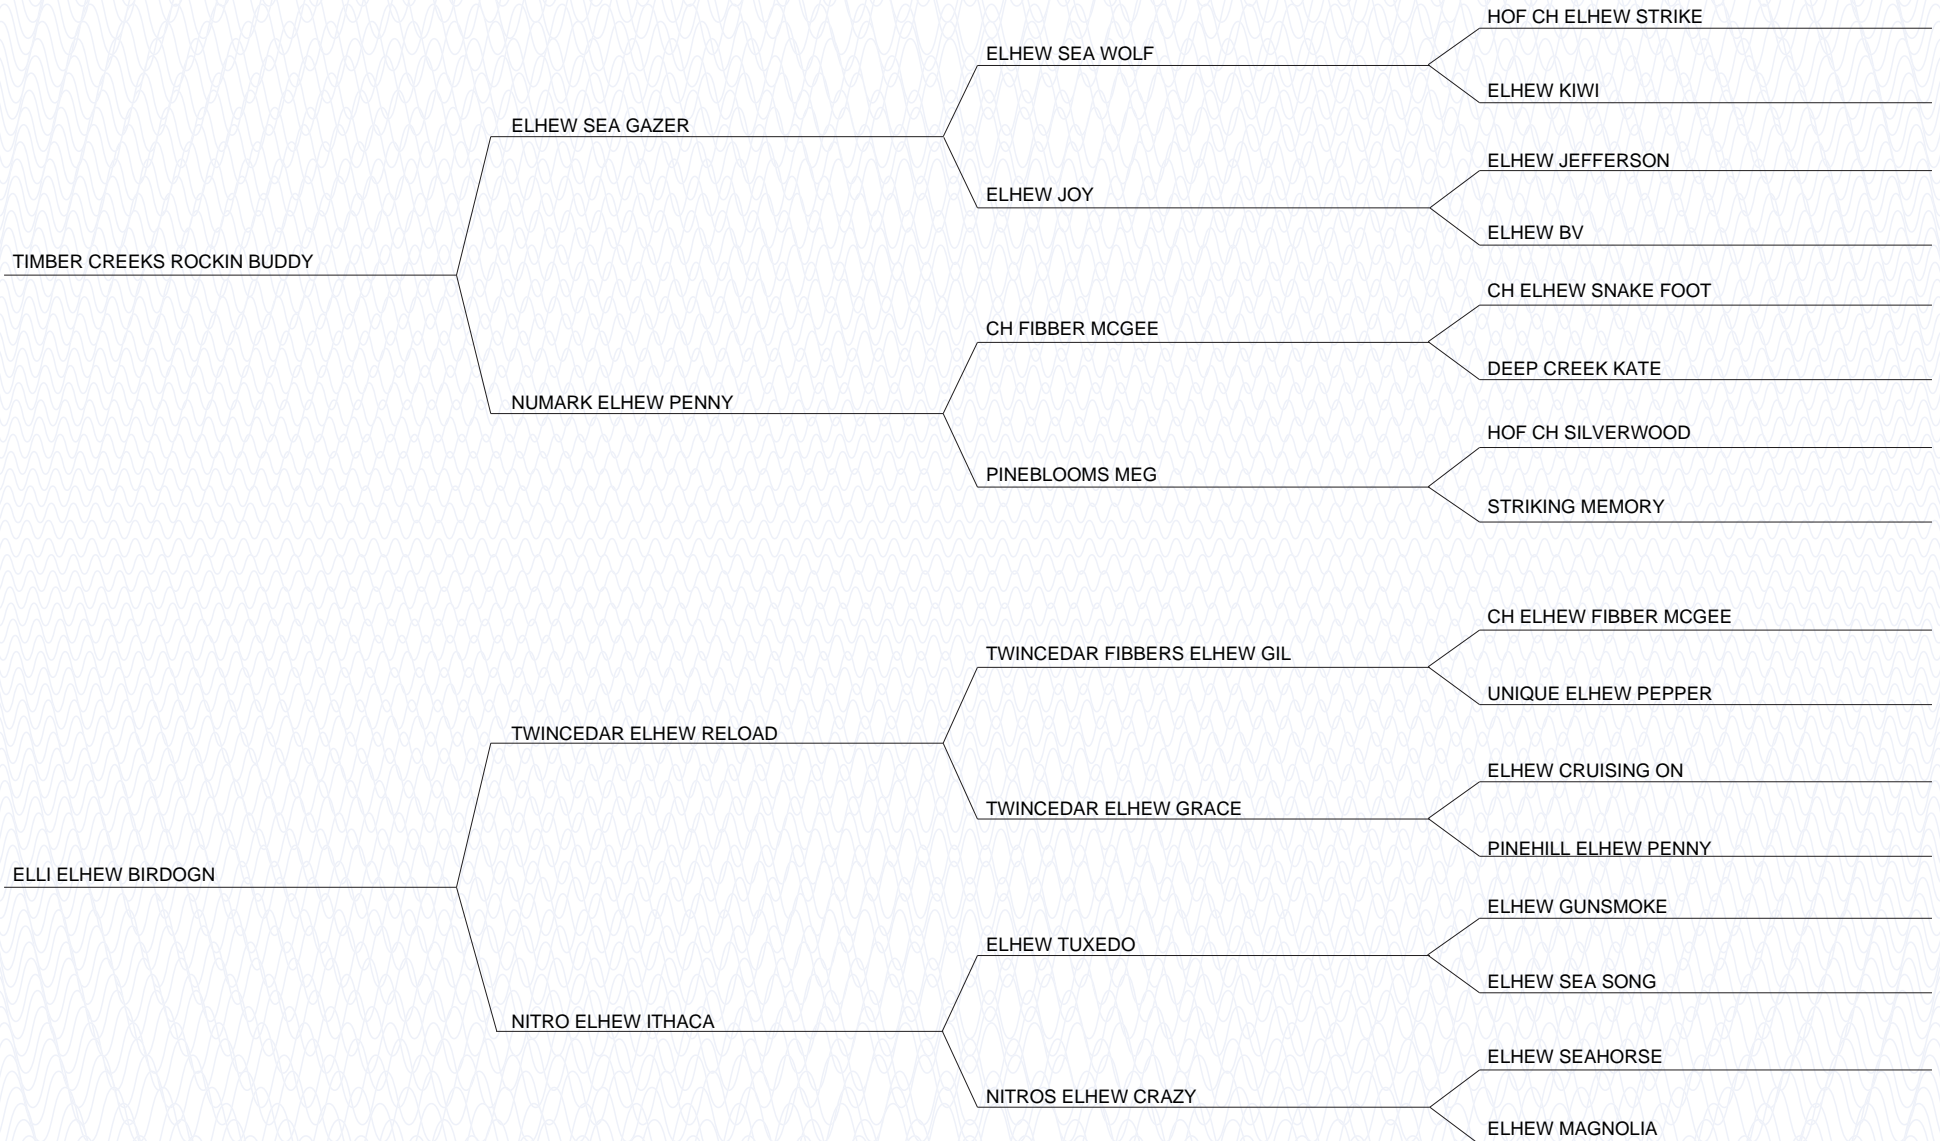 HOF CH ELHEW STRIKE
ELHEW SEA WOLF
ELHEW KIWI
ELHEW SEA GAZER
ELHEW JEFFERSON
ELHEW JOY
ELHEW BV
TIMBER CREEKS ROCKIN BUDDY
CH ELHEW SNAKE FOOT
CH FIBBER MCGEE
DEEP CREEK KATE
NUMARK ELHEW PENNY
HOF CH SILVERWOOD
PINEBLOOMS MEG
STRIKING MEMORY
CH ELHEW FIBBER MCGEE
TWINCEDAR FIBBERS ELHEW GIL
UNIQUE ELHEW PEPPER
TWINCEDAR ELHEW RELOAD
ELHEW CRUISING ON
TWINCEDAR ELHEW GRACE
PINEHILL ELHEW PENNY
ELLI ELHEW BIRDOGN
ELHEW GUNSMOKE
ELHEW TUXEDO
ELHEW SEA SONG
NITRO ELHEW ITHACA
ELHEW SEAHORSE
NITROS ELHEW CRAZY
ELHEW MAGNOLIA